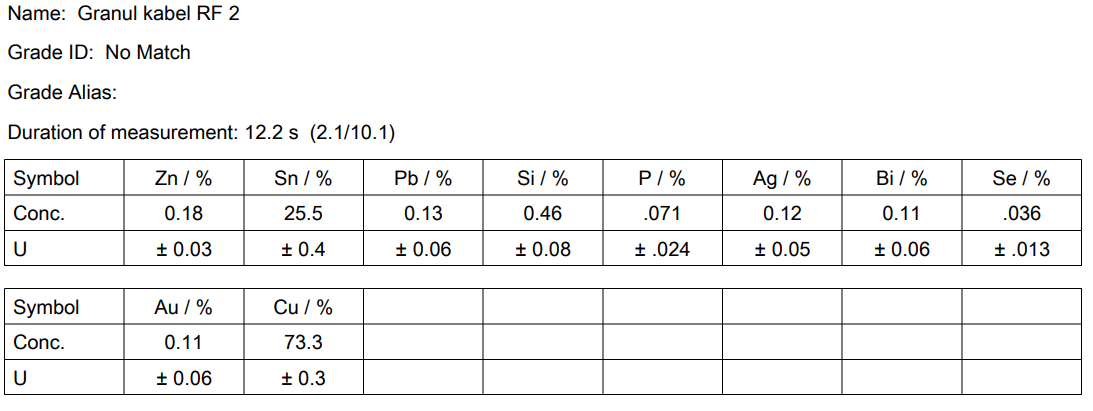 Name: Granul kabel RF 2
Grade ID: No Match
Grade Alias:
Duration of measurement: 12.2 s (2.1/10.1)
Symbol Zn / % Sn / % Pb / % Si / % P / % Ag / % Bi / % Se / %
Conc. 0.18 25.5 0.13 0.46 .071 0.12 0.11 .036
U ± 0.03 ± 0.4 ± 0.06 ± 0.08 ± .024 ± 0.05 ± 0.06 ± .013
Symbol Au / % Cu / %
Conc. 0.11 73.3
U ± 0.06 ± 0.3